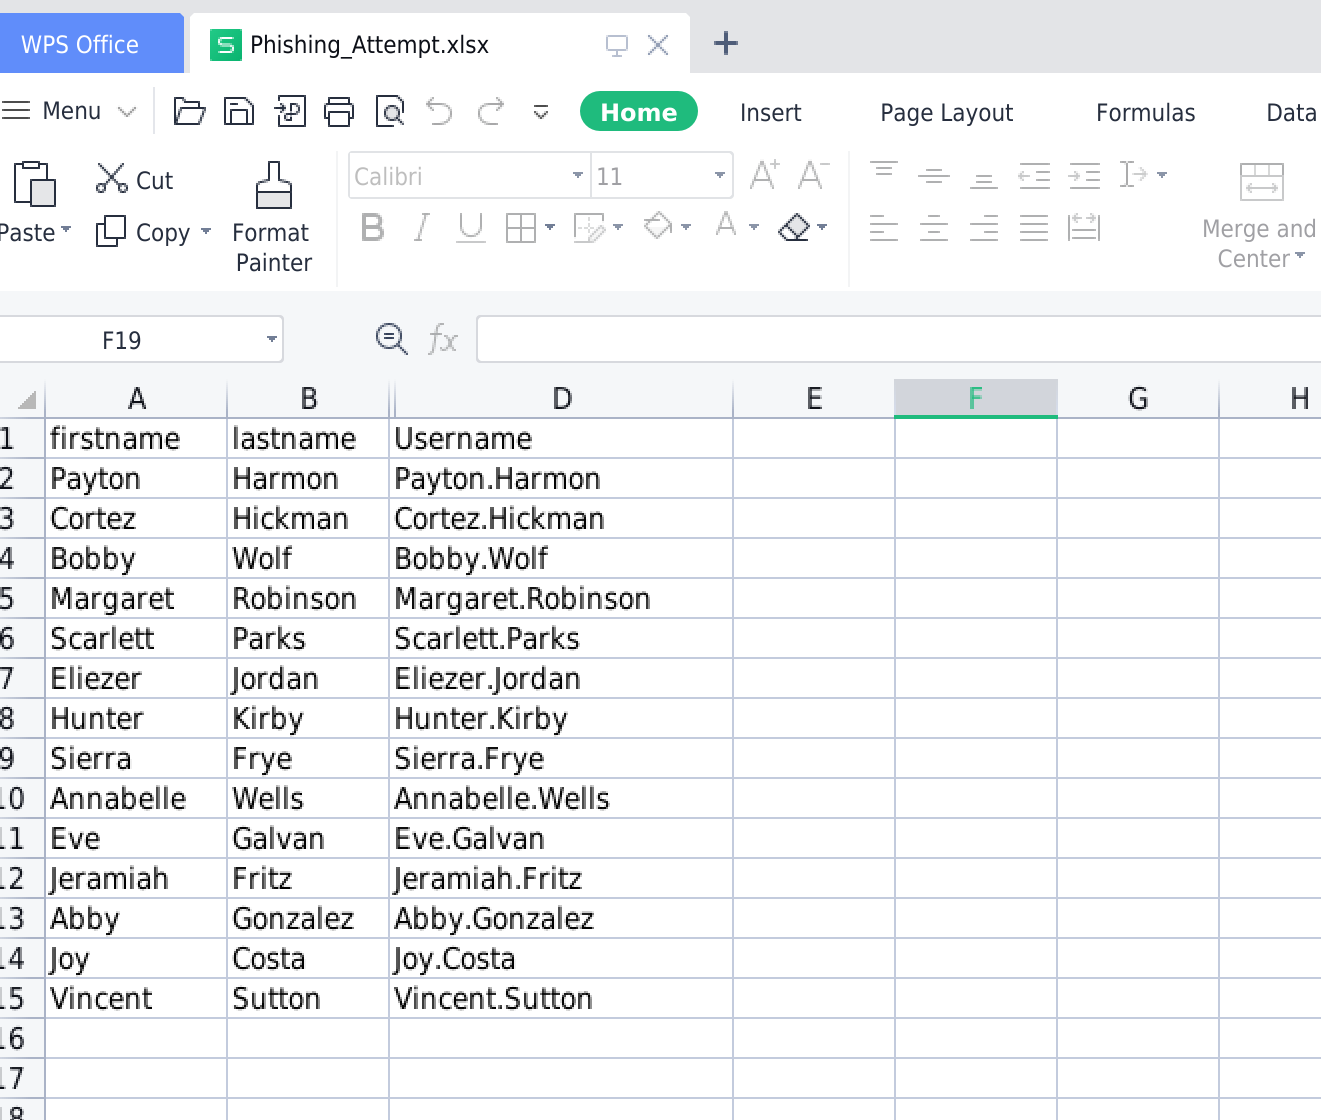 WPS Office Phishing_Attempt.xlsx
Menu Home Insert Page Layout Formulas Data
Cut Calibri 11 A+ A-
Paste Copy Format Painter B I U A Merge and Center
F19 fx
A B D E F G H
1 firstname lastname Username
2 Payton Harmon Payton.Harmon
3 Cortez Hickman Cortez.Hickman
4 Bobby Wolf Bobby.Wolf
5 Margaret Robinson Margaret.Robinson
6 Scarlett Parks Scarlett.Parks
7 Eliezer Jordan Eliezer.Jordan
8 Hunter Kirby Hunter.Kirby
9 Sierra Frye Sierra.Frye
10 Annabelle Wells Annabelle.Wells
11 Eve Galvan Eve.Galvan
12 Jeramiah Fritz Jeramiah.Fritz
13 Abby Gonzalez Abby.Gonzalez
14 Joy Costa Joy.Costa
15 Vincent Sutton Vincent.Sutton
16
17
18